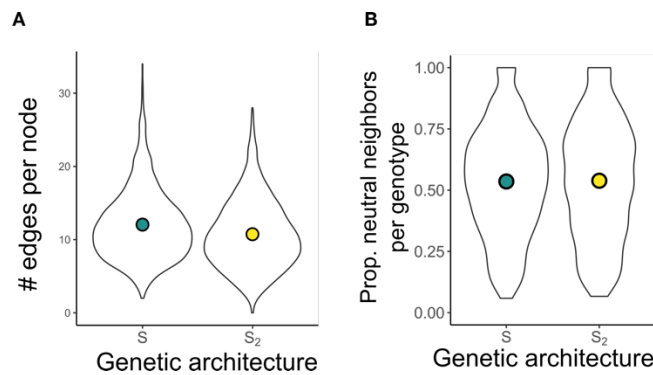 A
# edges per node
30
20
10
0
S
S₂
Genetic architecture
B
Prop. neutral neighbors
per genotype
1.00
0.75
0.50
0.25
0.00
S
S₂
Genetic architecture